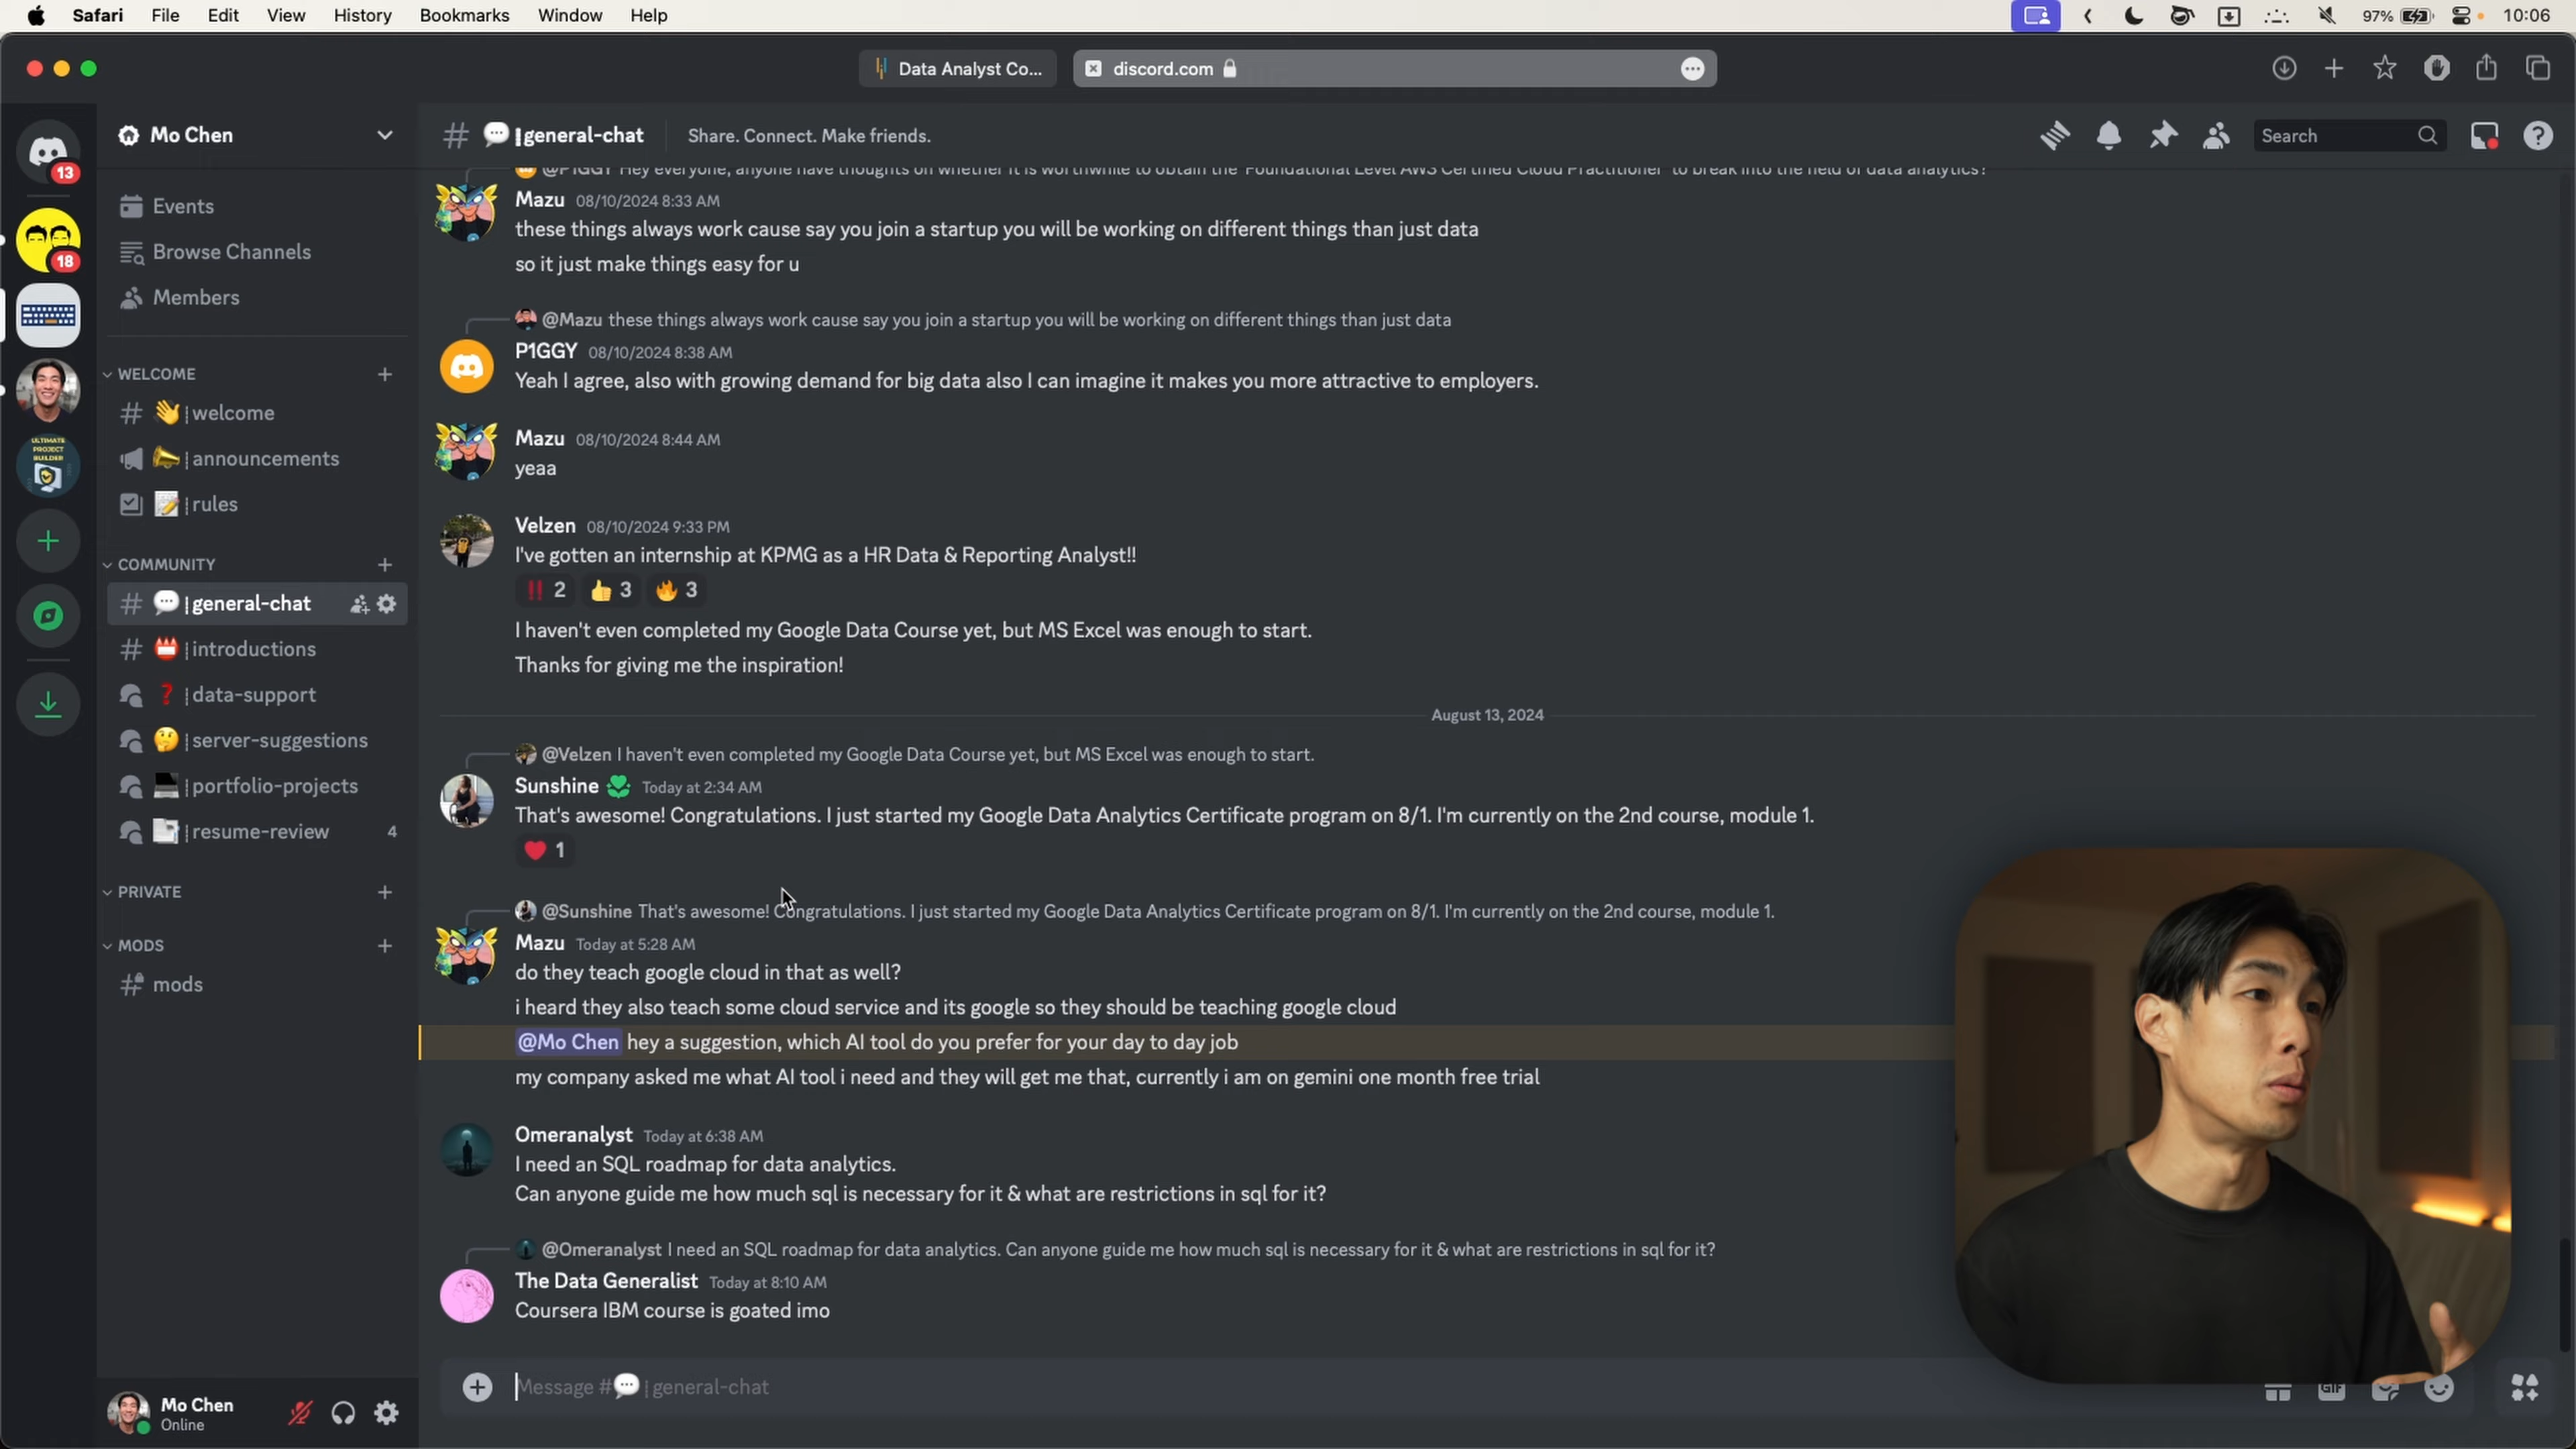 Safari File Edit View History Bookmarks Window Help
97% 10:06
Data Analyst Co...
discord.com
13
18
ULTIMATE
PROJECT
BUILDER
Mo Chen
Events
Browse Channels
Members
WELCOME
welcome
announcements
rules
COMMUNITY
general-chat
introductions
data-support
server-suggestions
portfolio-projects
resume-review 4
PRIVATE
MODS
mods
Mo Chen
Online
# general-chat Share. Connect. Make friends.
Search
@P1GGY Hey everyone, anyone have thoughts on whether it is worthwhile to obtain the 'Foundational Level AWS Certified Cloud Practitioner' to break into the field of data analytics?
Mazu 08/10/2024 8:33 AM
these things always work cause say you join a startup you will be working on different things than just data
so it just make things easy for u
@Mazu these things always work cause say you join a startup you will be working on different things than just data
P1GGY 08/10/2024 8:38 AM
Yeah I agree, also with growing demand for big data also I can imagine it makes you more attractive to employers.
Mazu 08/10/2024 8:44 AM
yeaa
Velzen 08/10/2024 9:33 PM
I've gotten an internship at KPMG as a HR Data & Reporting Analyst!!
‼️ 2 👍 3 🔥 3
I haven't even completed my Google Data Course yet, but MS Excel was enough to start.
Thanks for giving me the inspiration!
August 13, 2024
@Velzen I haven't even completed my Google Data Course yet, but MS Excel was enough to start.
Sunshine Today at 2:34 AM
That's awesome! Congratulations. I just started my Google Data Analytics Certificate program on 8/1. I'm currently on the 2nd course, module 1.
❤️ 1
@Sunshine That's awesome! Congratulations. I just started my Google Data Analytics Certificate program on 8/1. I'm currently on the 2nd course, module 1.
Mazu Today at 5:28 AM
do they teach google cloud in that as well?
i heard they also teach some cloud service and its google so they should be teaching google cloud
@Mo Chen hey a suggestion, which AI tool do you prefer for your day to day job
my company asked me what AI tool i need and they will get me that, currently i am on gemini one month free trial
Omeranalyst Today at 6:38 AM
I need an SQL roadmap for data analytics.
Can anyone guide me how much sql is necessary for it & what are restrictions in sql for it?
@Omeranalyst I need an SQL roadmap for data analytics. Can anyone guide me how much sql is necessary for it & what are restrictions in sql for it?
The Data Generalist Today at 8:10 AM
Coursera IBM course is goated imo
Message #💬|general-chat
GIF